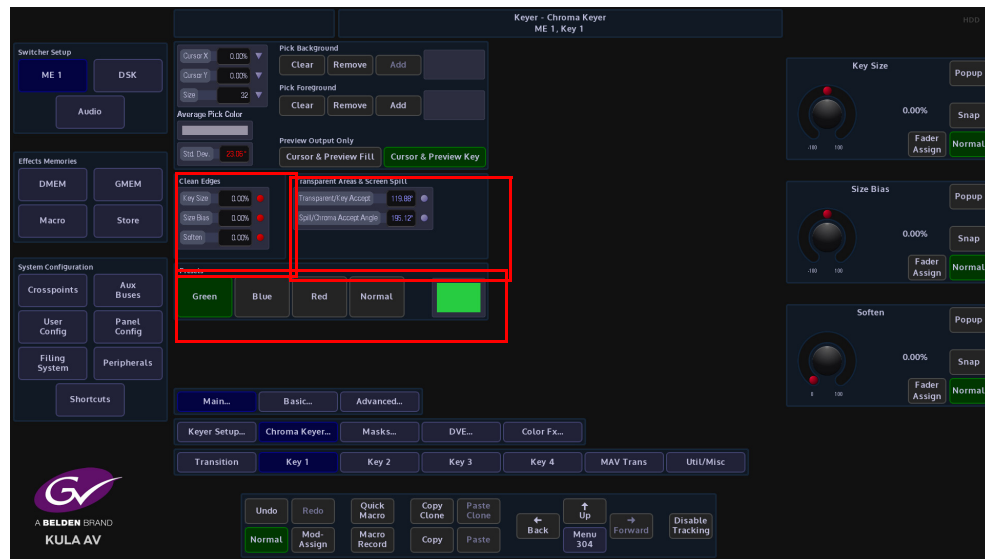 Keyer - Chroma Keyer
ME 1, Key 1
HDD
Switcher Setup
ME 1
DSK
Audio
Effects Memories
DMEM
GMEM
Macro
Store
System Configuration
Crosspoints
Aux
Buses
User
Config
Panel
Config
Filing
System
Peripherals
Shortcuts
Cursor X
0.00%
Cursor Y
0.00%
Size
32
Average Pick Color
Std. Dev
23.86°
Pick Background
Clear
Remove
Add
Pick Foreground
Clear
Remove
Add
Preview Output Only
Cursor & Preview Fill
Cursor & Preview Key
Clean Edges
Key Size
0.00%
Size Bias
0.00%
Soften
0.00%
Transparent Areas & Screen Spill
Transparent/Key Accept
119.88°
Spill/Chroma Accept Angle
195.12°
Presets
Green
Blue
Red
Normal
Key Size
Popup
0.00%
Snap
-100
100
Fader
Assign
Normal
Size Bias
Popup
0.00%
Snap
-100
100
Fader
Assign
Normal
Soften
Popup
0.00%
Snap
0
100
Fader
Assign
Normal
Main...
Basic...
Advanced...
Keyer Setup...
Chroma Keyer...
Masks...
DVE...
Color Fx...
Transition
Key 1
Key 2
Key 3
Key 4
MAV Trans
Util/Misc
GV
A BELDEN BRAND
KULA AV
Undo
Redo
Quick
Macro
Copy
Clone
Paste
Clone
Normal
Mod-
Assign
Macro
Record
Copy
Paste
Back
Up
Menu
304
Forward
Disable
Tracking